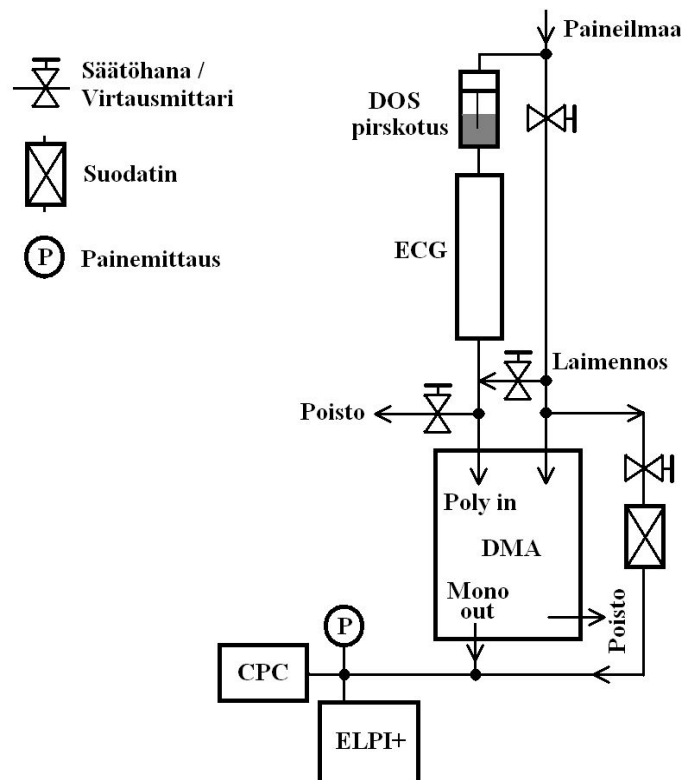 Säätöhana /
Virtausmittari
Suodatin
P
Painemittaus
Paineilmaa
DOS
pirskotus
ECG
Laimennos
Poisto
Poly in
DMA
Mono
out
Poisto
P
CPC
ELPI+